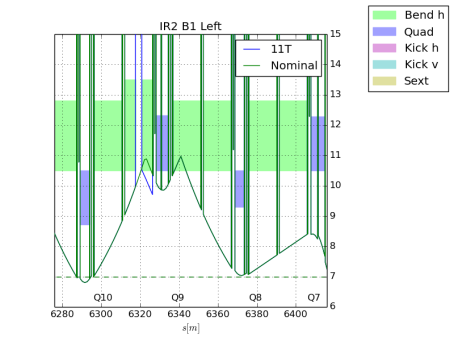 IR2 B1 Left
11T
Nominal
Bend h
Quad
Kick h
Kick v
Sext
15
14
13
12
11
10
9
8
7
6
Q10 Q9 Q8 Q7
6280 6300 6320 6340 6360 6380 6400
s[m]